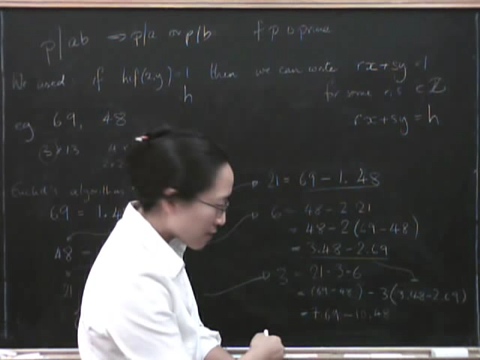 p|ab ⇒ p|a or p|b if p is prime
We used: if hcf(x,y)=1 then we can write rx+sy=1
h for some r,s ∈ ℤ
eg 69, 48 rx+sy=h
Euclid's algorithm
21 = 69-1.48
69 = 1.4
6 = 48-2.21
= 48-2(69-48)
48 =
= 3.48-2.69
21
3 = 21-3.6
= (69-48) -3(3.48-2.69)
= 7.69-10.48